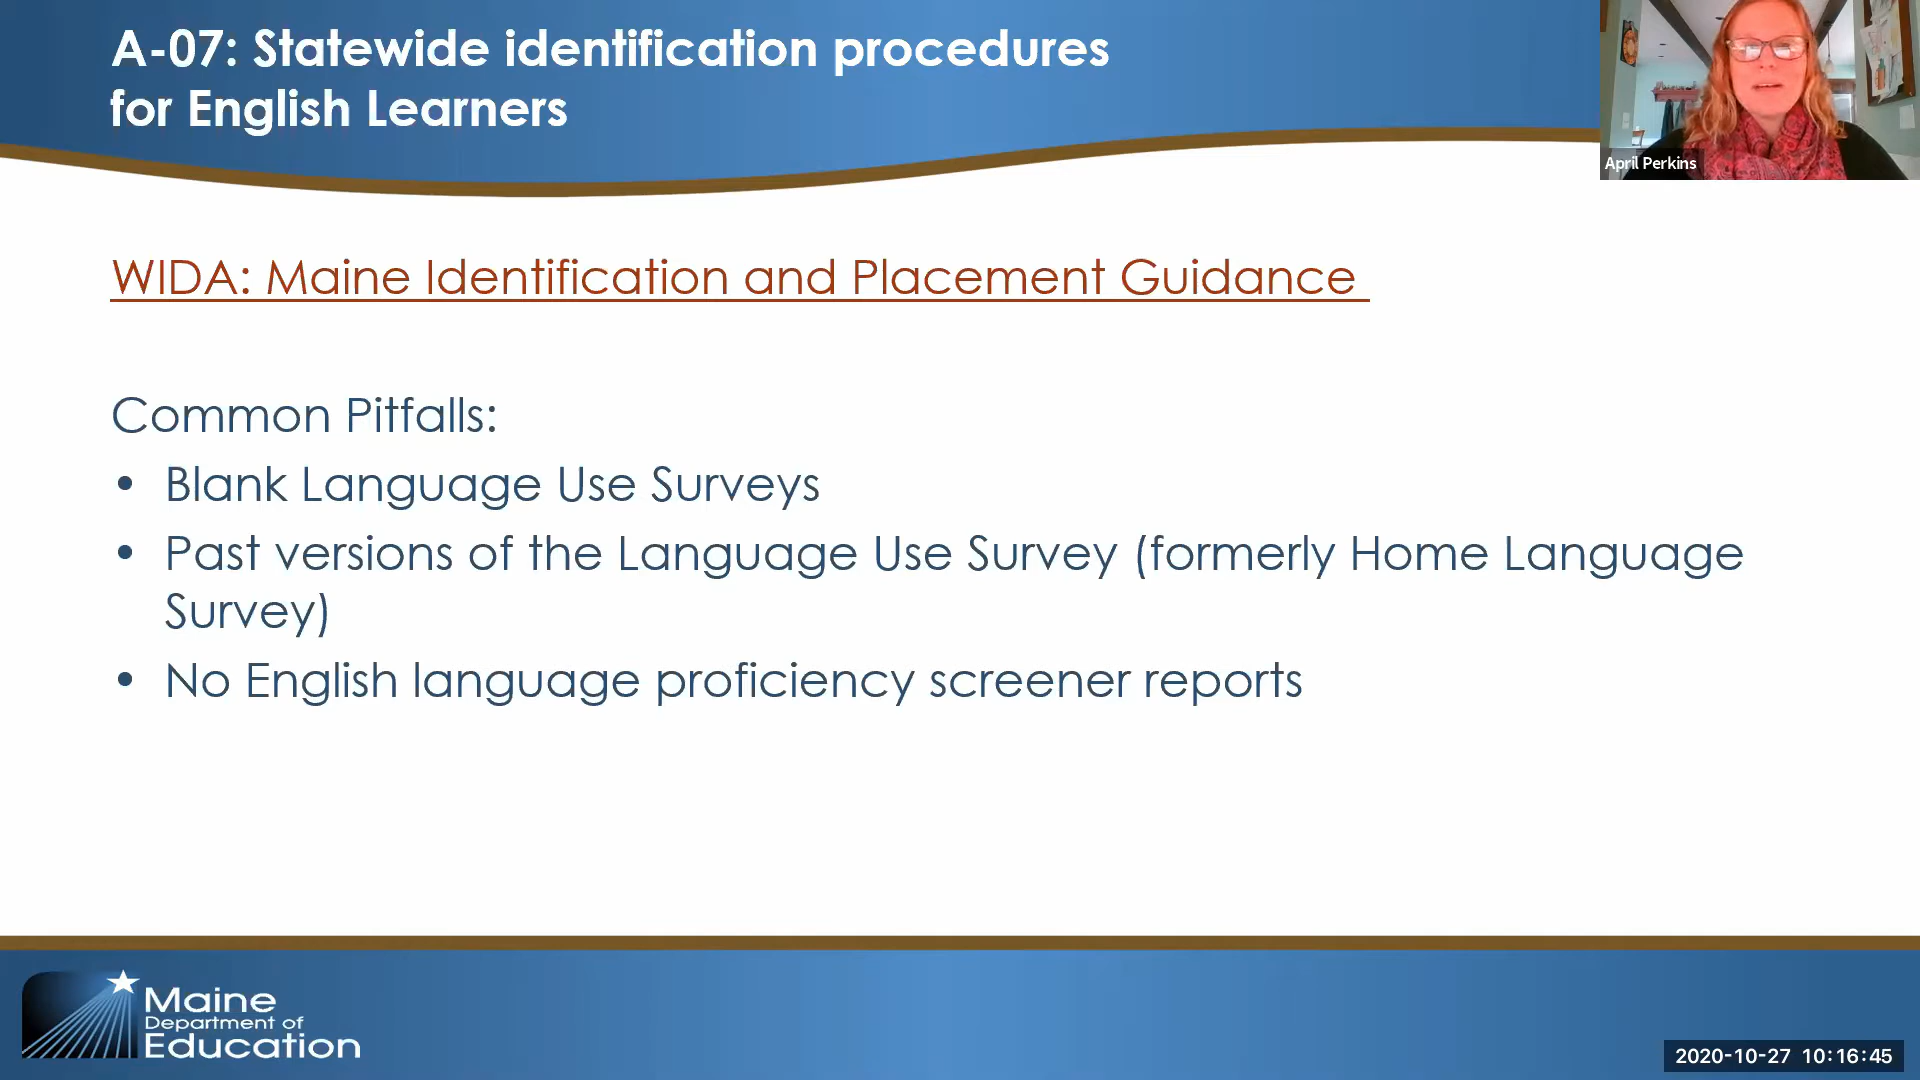 A-07: Statewide identification procedures
for English Learners
April Perkins
WIDA: Maine Identification and Placement Guidance
Common Pitfalls:
• Blank Language Use Surveys
• Past versions of the Language Use Survey (formerly Home Language
Survey)
• No English language proficiency screener reports
Maine
Department of
Education
2020-10-27 10:16:45